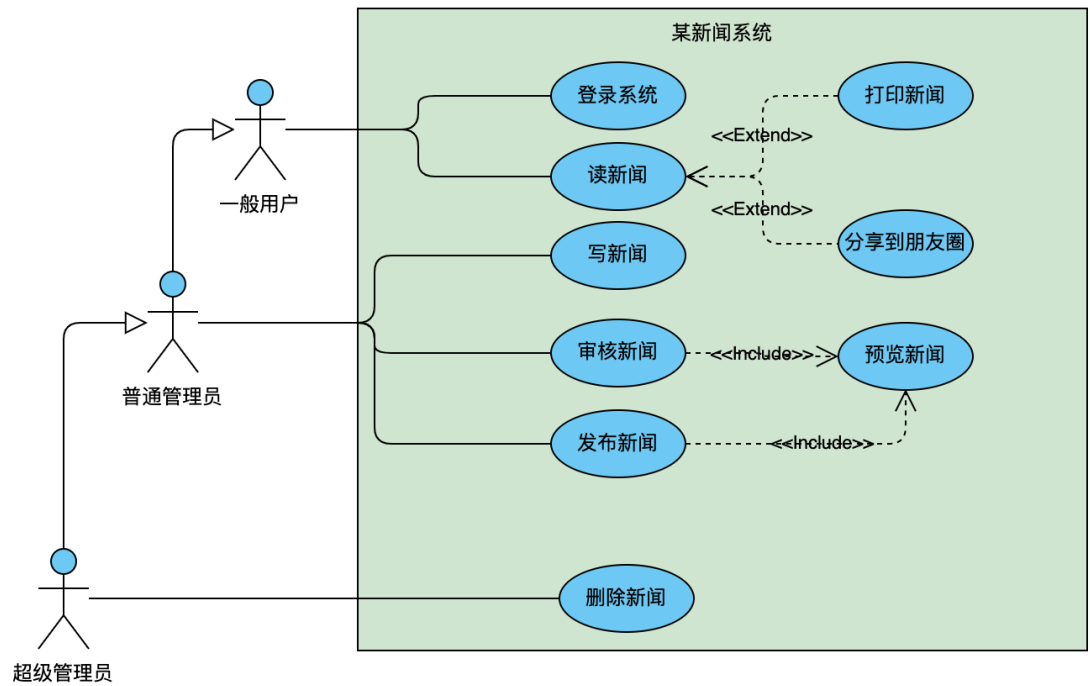 某新闻系统
登录系统
打印新闻
<<Extend>>
读新闻
一般用户
<<Extend>>
分享到朋友圈
写新闻
审核新闻
<<Include>>
预览新闻
普通管理员
发布新闻
<<Include>>
删除新闻
超级管理员